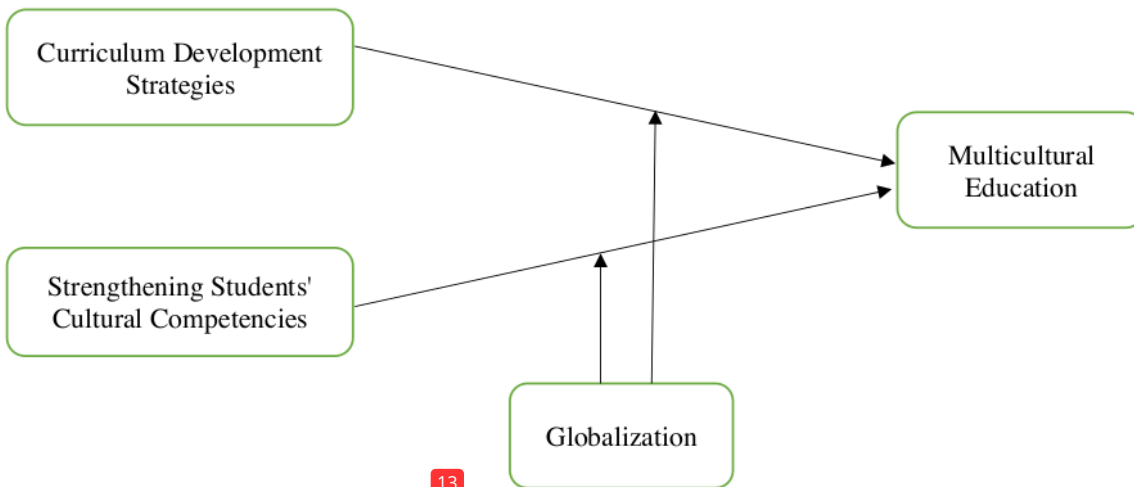 Curriculum Development
Strategies
Multicultural
Education
Strengthening Students'
Cultural Competencies
Globalization
13